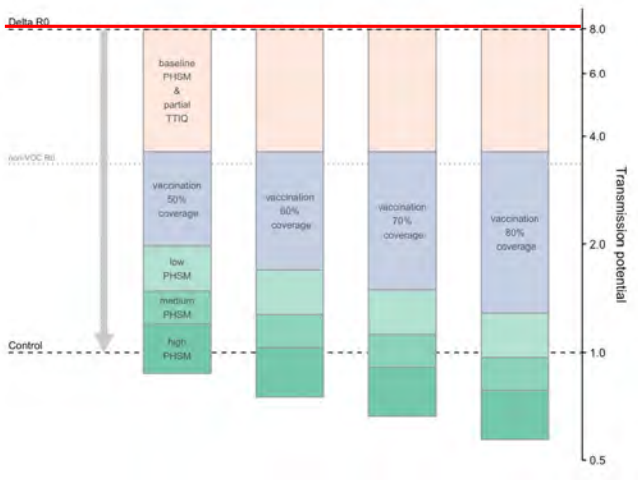 Delta R0
8.0
baseline
PHSM
&
partial
TTIQ
6.0
4.0
non-VOC R0
vaccination
50%
coverage
vaccination
60%
coverage
vaccination
70%
coverage
vaccination
80%
coverage
Transmission potential
2.0
low
PHSM
medium
PHSM
high
PHSM
Control
1.0
0.5